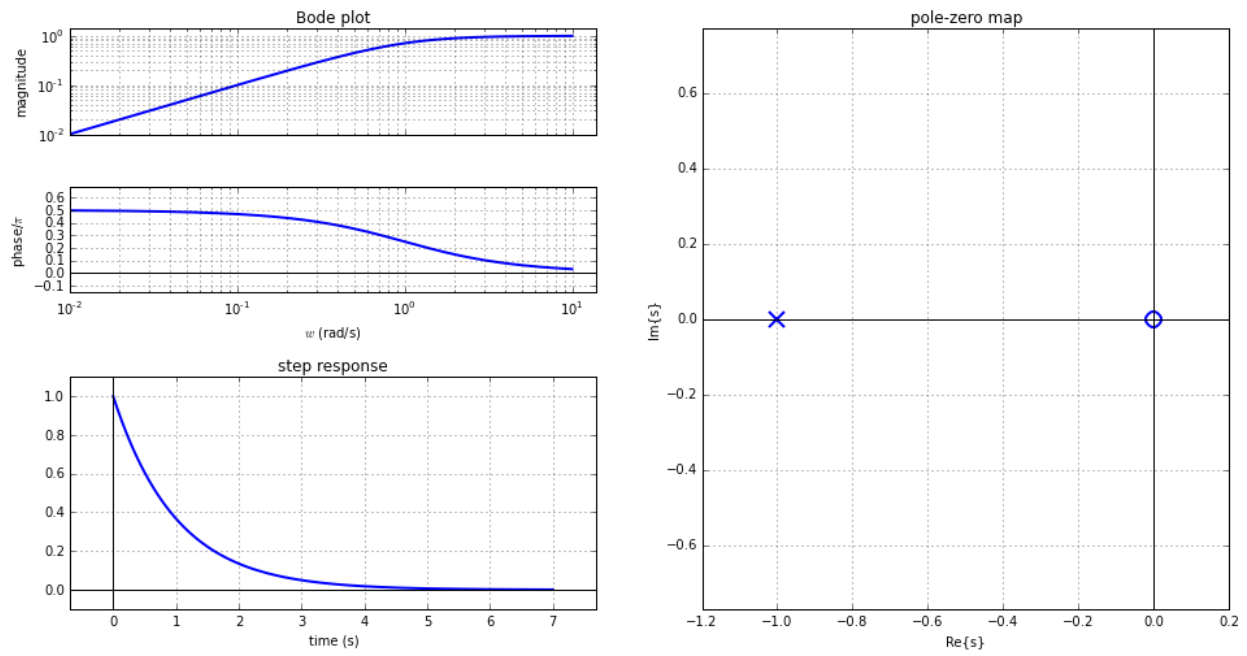 Bode plot
10^0
10^-1
10^-2
magnitude
0.6
0.5
0.4
0.3
0.2
0.1
0.0
−0.1
phase/π
10^-2 10^-1 10^0 10^1
w (rad/s)
step response
1.0
0.8
0.6
0.4
0.2
0.0
0 1 2 3 4 5 6 7
time (s)
pole-zero map
0.6
0.4
0.2
0.0
−0.2
−0.4
−0.6
Im{s}
−1.2 −1.0 −0.8 −0.6 −0.4 −0.2 0.0 0.2
Re{s}